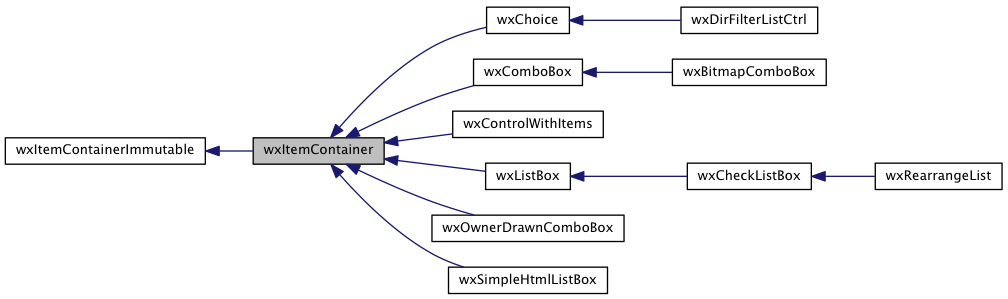 wxChoice
wxDirFilterListCtrl
wxComboBox
wxBitmapComboBox
wxControlWithItems
wxItemContainerImmutable
wxItemContainer
wxListBox
wxCheckListBox
wxRearrangeList
wxOwnerDrawnComboBox
wxSimpleHtmlListBox